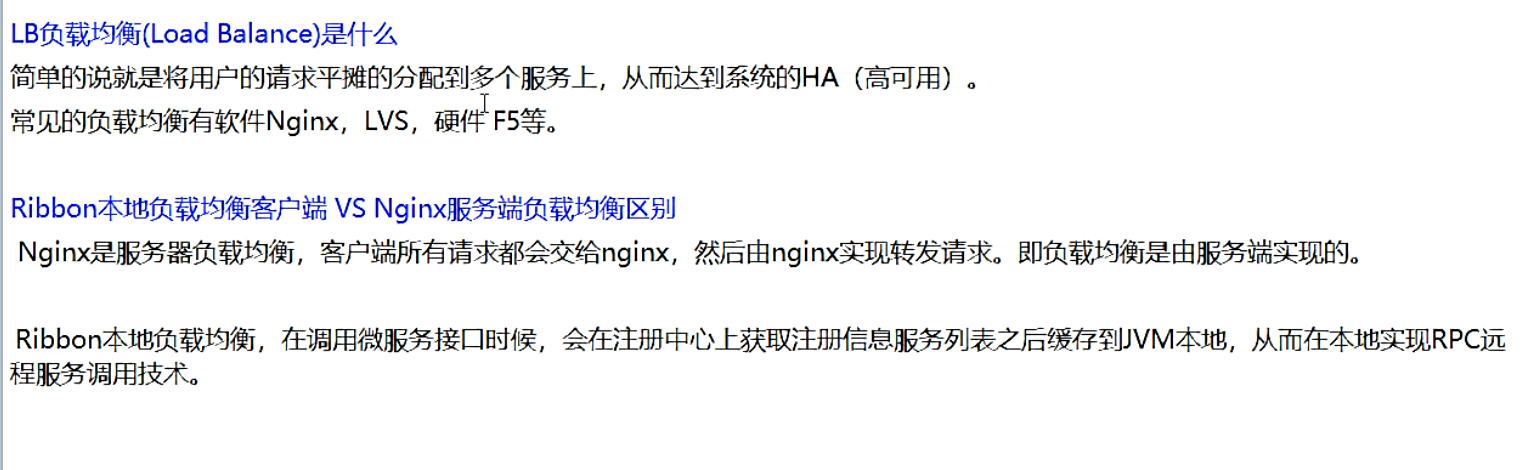 LB负载均衡(Load Balance)是什么
简单的说就是将用户的请求平摊的分配到多个服务上，从而达到系统的HA（高可用）。
常见的负载均衡有软件Nginx，LVS，硬件 F5等。
Ribbon本地负载均衡客户端 VS Nginx服务端负载均衡区别
Nginx是服务器负载均衡，客户端所有请求都会交给nginx，然后由nginx实现转发请求。即负载均衡是由服务端实现的。
Ribbon本地负载均衡，在调用微服务接口时候，会在注册中心上获取注册信息服务列表之后缓存到JVM本地，从而在本地实现RPC远
程服务调用技术。